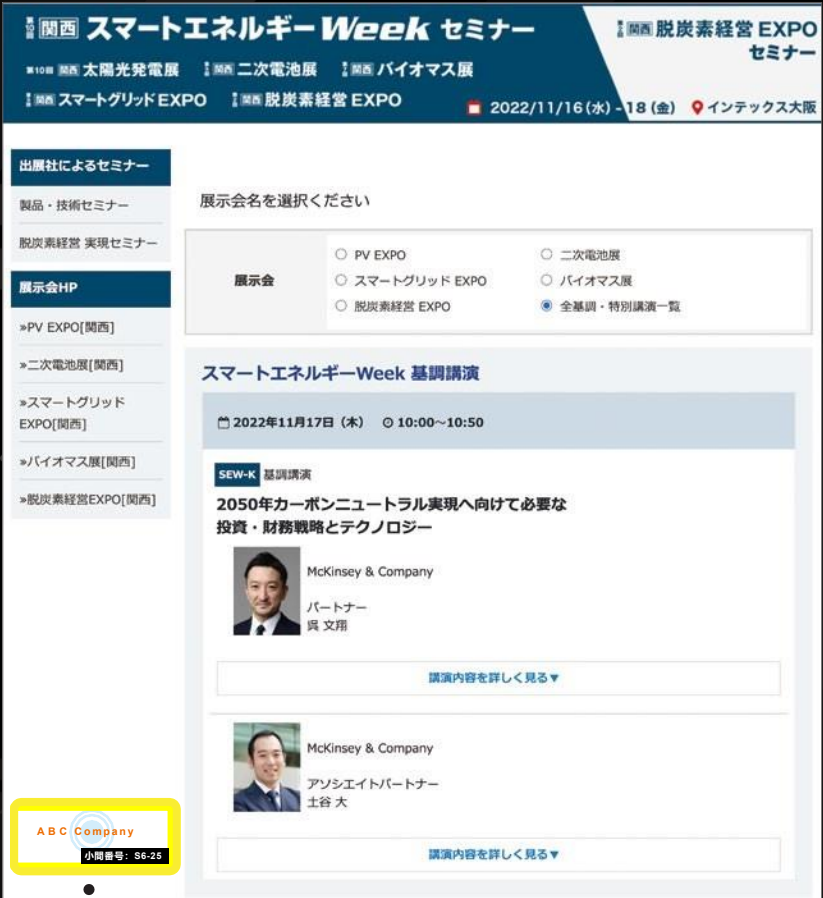 第10回 関西 スマートエネルギーWeek セミナー
関西 脱炭素経営 EXPO
セミナー
第10回 関西 太陽光発電展 関西 二次電池展 関西 バイオマス展
関西 スマートグリッドEXPO 関西 脱炭素経営 EXPO
2022/11/16(水) - 18(金) インテックス大阪
出展社によるセミナー
製品・技術セミナー
脱炭素経営 実現セミナー
展示会HP
»PV EXPO[関西]
»二次電池展[関西]
»スマートグリッド
EXPO[関西]
»バイオマス展[関西]
»脱炭素経営EXPO[関西]
展示会名を選択ください
展示会
PV EXPO
二次電池展
スマートグリッド EXPO
バイオマス展
脱炭素経営 EXPO
全基調・特別講演一覧
スマートエネルギーWeek 基調講演
2022年11月17日（木） 10:00～10:50
SEW-K 基調講演
2050年カーボンニュートラル実現へ向けて必要な
投資・財務戦略とテクノロジー
McKinsey & Company
パートナー
呉 文翔
講演内容を詳しく見る▼
McKinsey & Company
アソシエイトパートナー
土谷 大
講演内容を詳しく見る▼
ABC Company
小間番号：S6-25